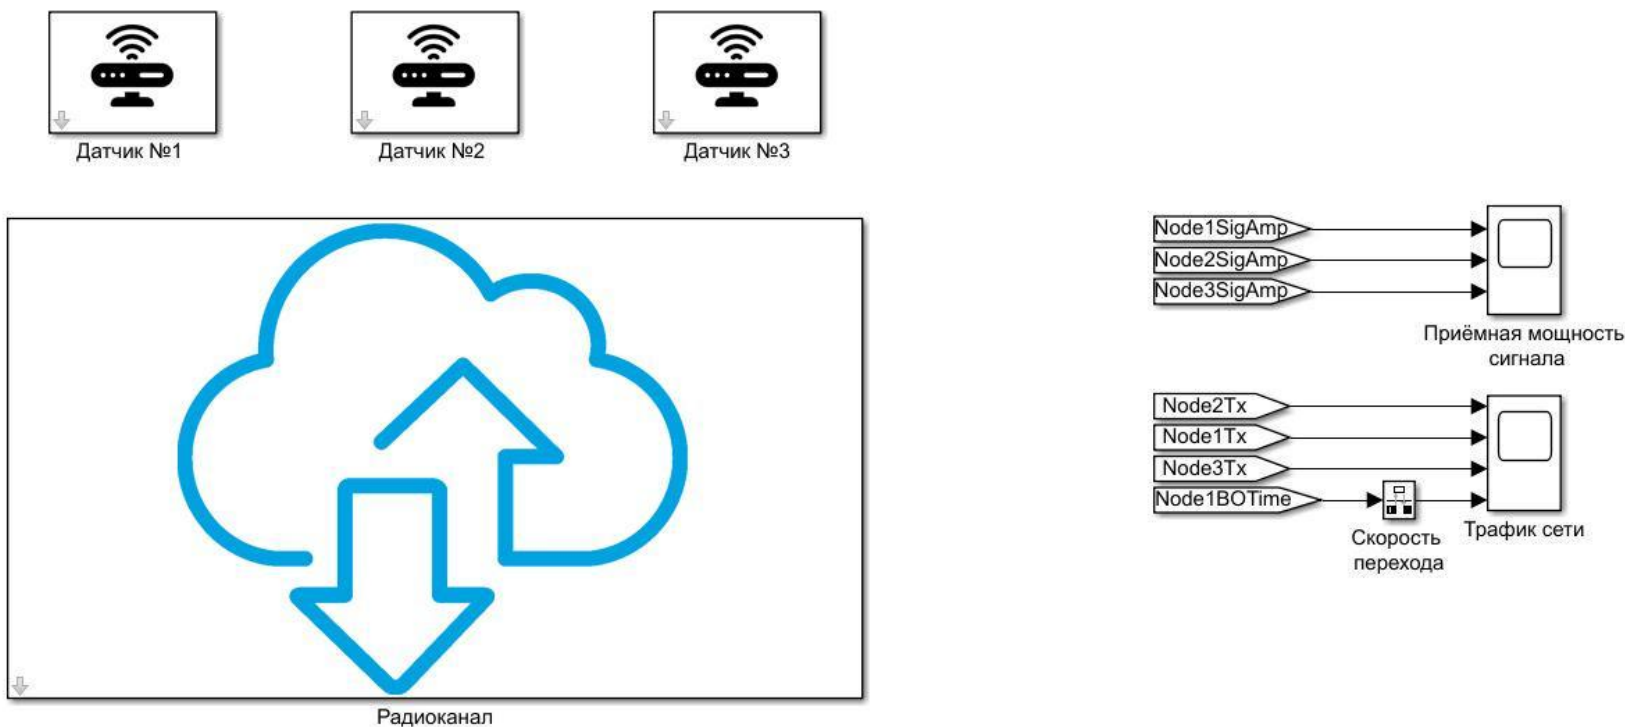 Датчик №1
Датчик №2
Датчик №3
Радиоканал
Node1SigAmp
Node2SigAmp
Node3SigAmp
Приёмная мощность
сигнала
Node2Tx
Node1Tx
Node3Tx
Node1BOTime
Скорость
перехода
Трафик сети